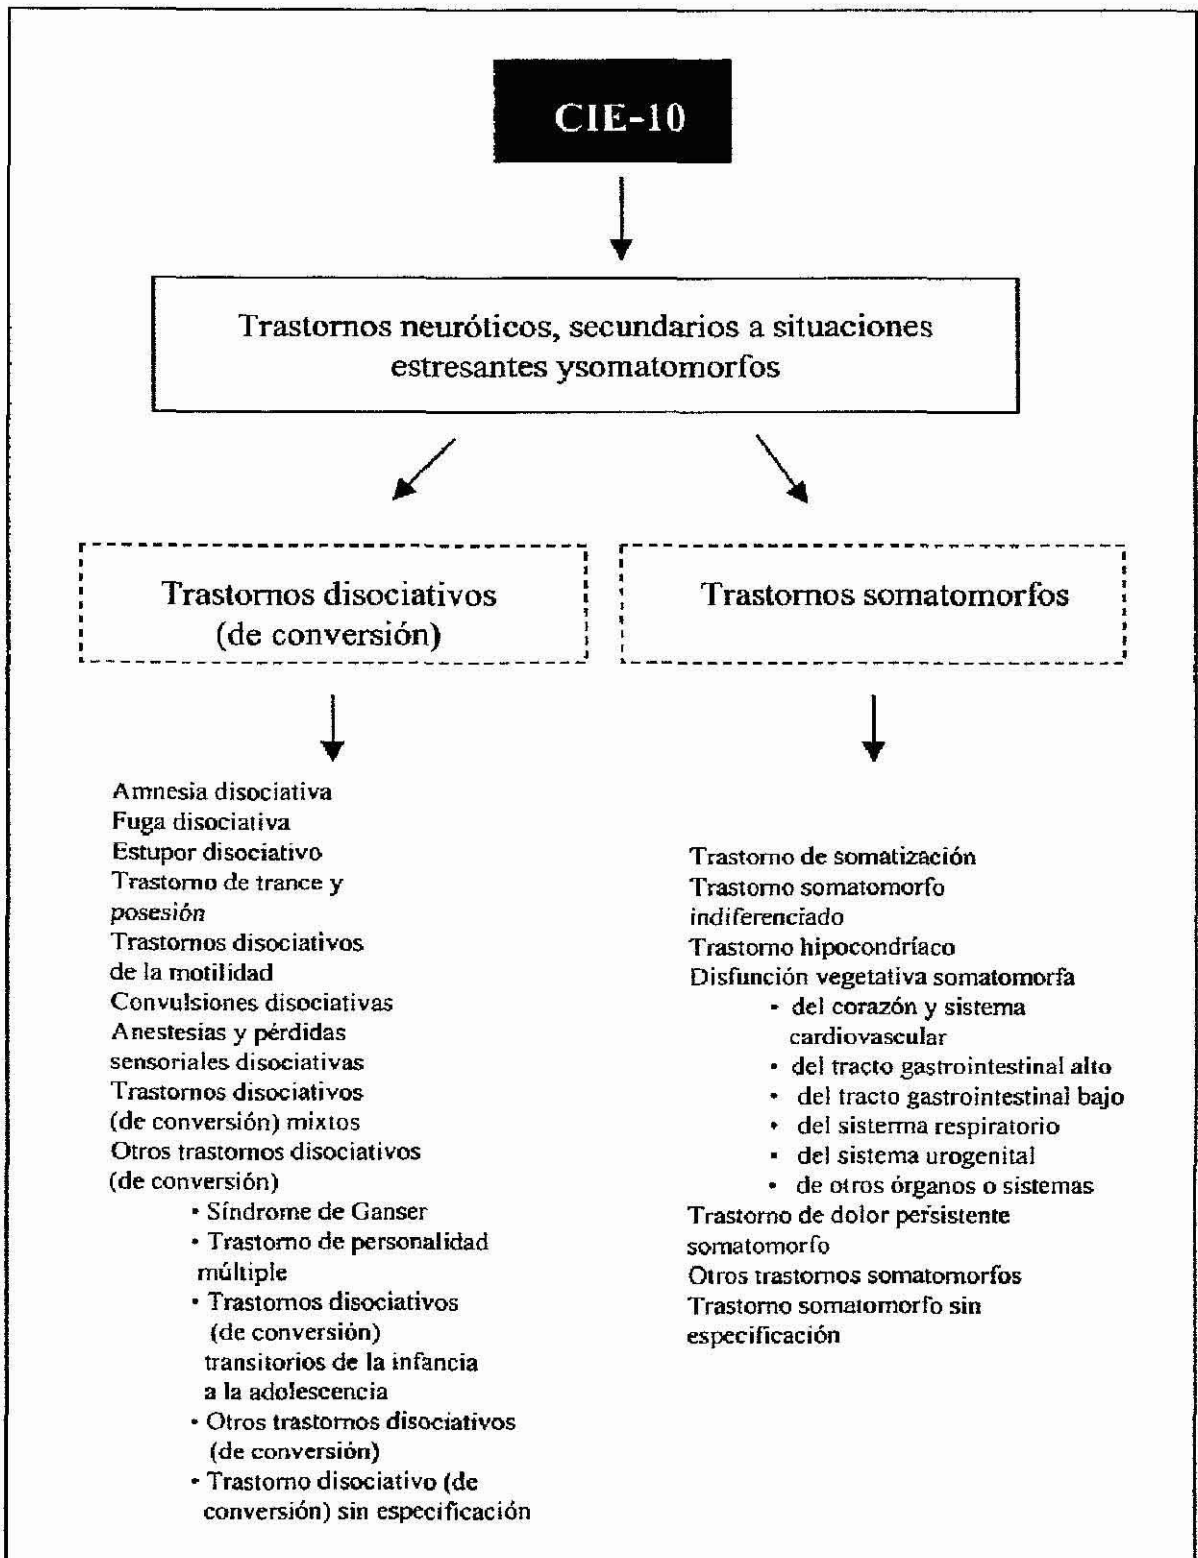 CIE-10
Trastornos neuróticos, secundarios a situaciones
estresantes ysomatomorfos
Trastornos disociativos
(de conversión)
Trastornos somatomorfos
Amnesia disociativa
Fuga disociativa
Estupor disociativo
Trastorno de trance y
posesión
Trastornos disociativos
de la motilidad
Convulsiones disociativas
Anestesias y pérdidas
sensoriales disociativas
Trastornos disociativos
(de conversión) mixtos
Otros trastornos disociativos
(de conversión)
• Síndrome de Ganser
• Trastorno de personalidad
múltiple
• Trastornos disociativos
(de conversión)
transitorios de la infancia
a la adolescencia
• Otros trastornos disociativos
(de conversión)
• Trastorno disociativo (de
conversión) sin especificación
Trastorno de somatización
Trastorno somatomorfo
indiferenciado
Trastorno hipocondríaco
Disfunción vegetativa somatomorfa
• del corazón y sistema
cardiovascular
• del tracto gastrointestinal alto
• del tracto gastrointestinal bajo
• del sisterma respiratorio
• del sistema urogenital
• de otros órganos o sistemas
Trastorno de dolor persistente
somatomorfo
Otros trastornos somatomorfos
Trastorno somatomorfo sin
especificación